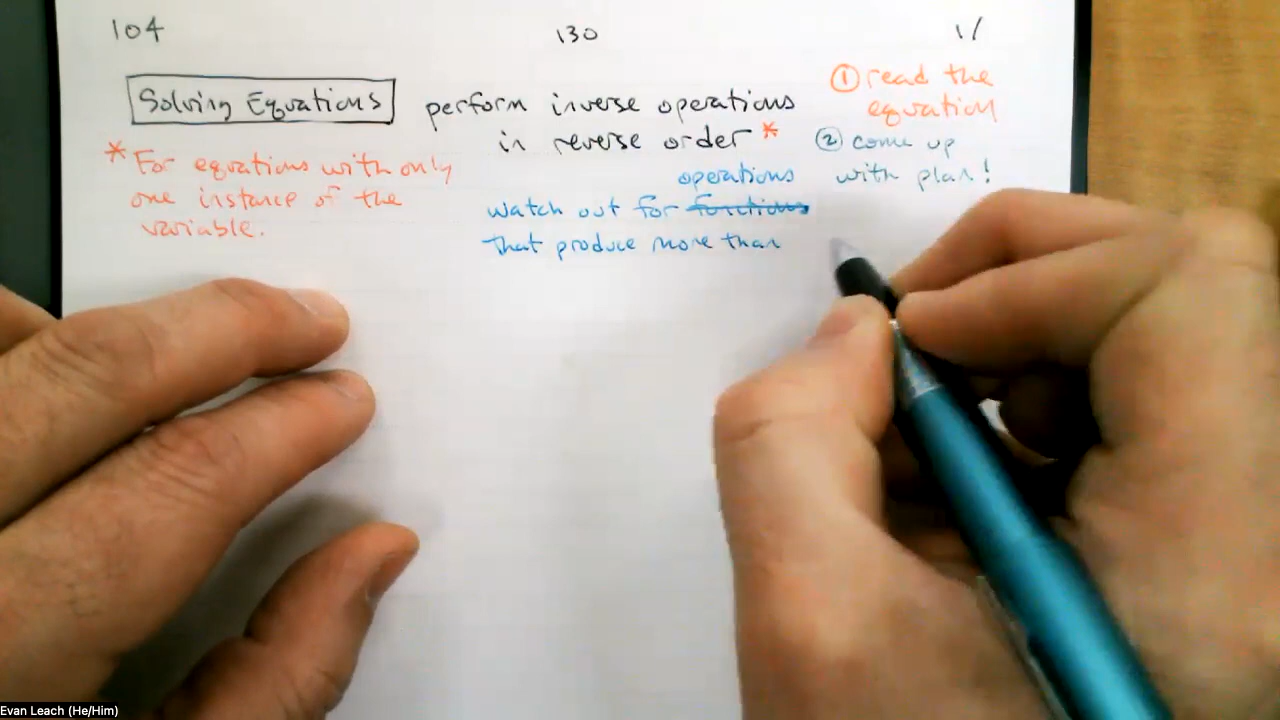 104 130 1/
Solving Equations perform inverse operations
in reverse order *
① read the
equation
② come up
with plan!
* For equations with only
one instance of the
variable.
operations
watch out for functions
that produce more than
Evan Leach (He/Him)